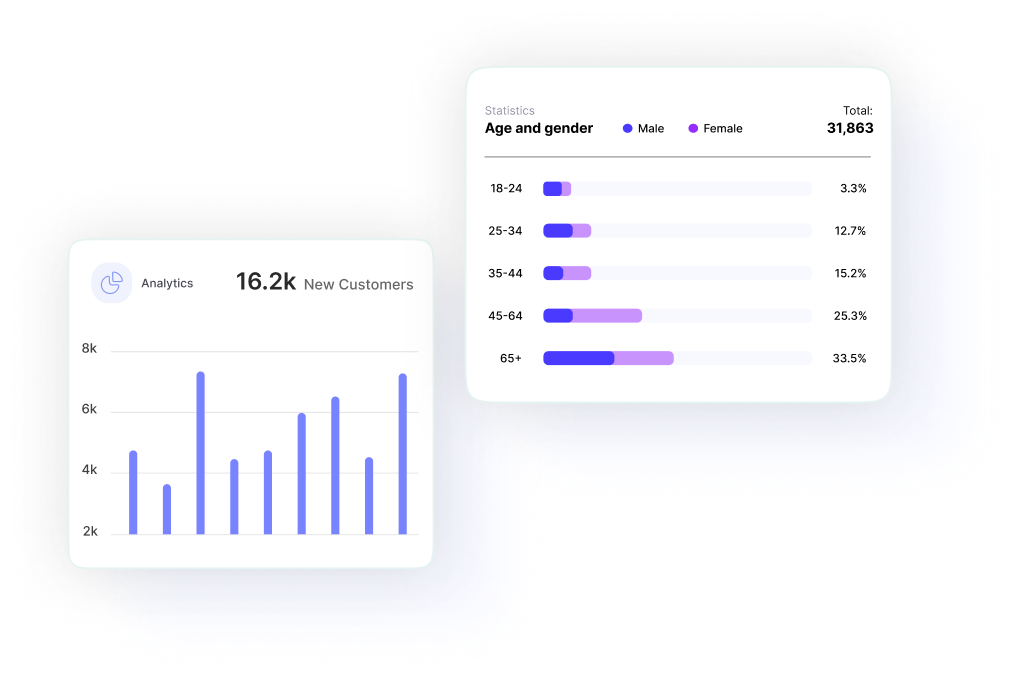 Statistics
Age and gender
Male
Female
Total:
31,863
18-24
3.3%
25-34
12.7%
35-44
15.2%
45-64
25.3%
65+
33.5%
Analytics
16.2k New Customers
8k
6k
4k
2k